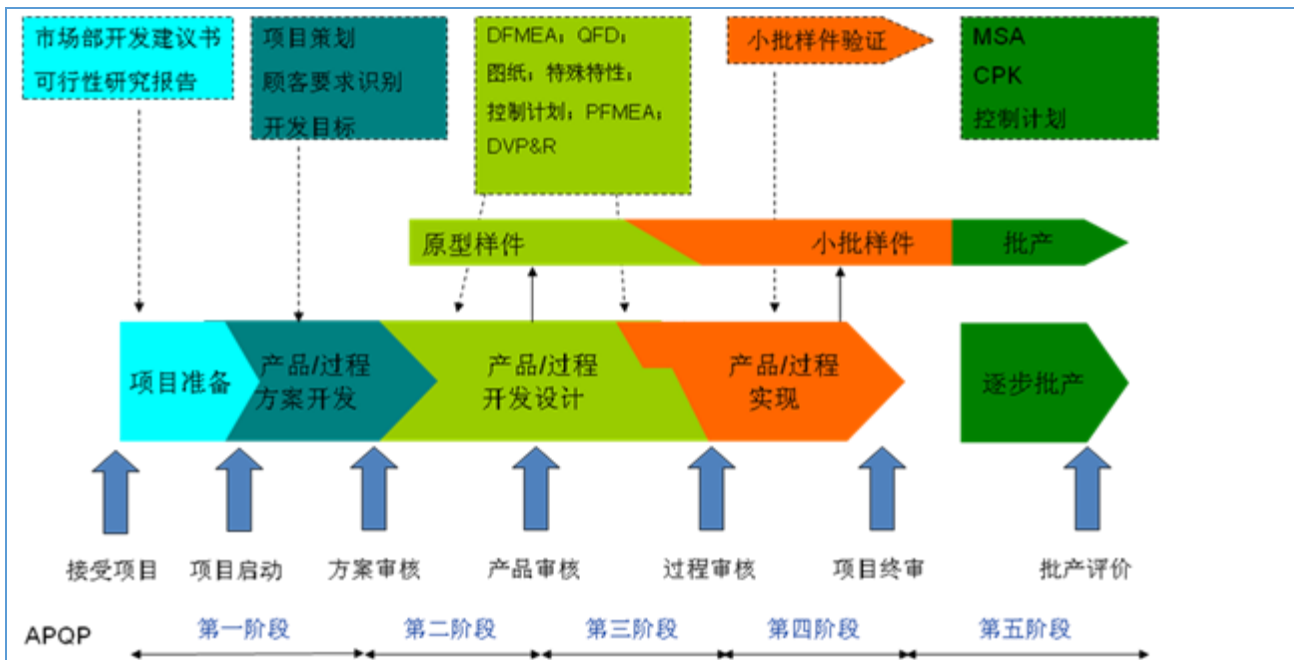 市场部开发建议书
可行性研究报告
项目策划
顾客要求识别
开发目标
DFMEA；QFD；
图纸；特殊特性；
控制计划；PFMEA；
DVP&R
小批样件验证
MSA
CPK
控制计划
原型样件
小批样件
批产
项目准备
产品/过程
方案开发
产品/过程
开发设计
产品/过程
实现
逐步批产
接受项目
项目启动
方案审核
产品审核
过程审核
项目终审
批产评价
APQP
第一阶段
第二阶段
第三阶段
第四阶段
第五阶段